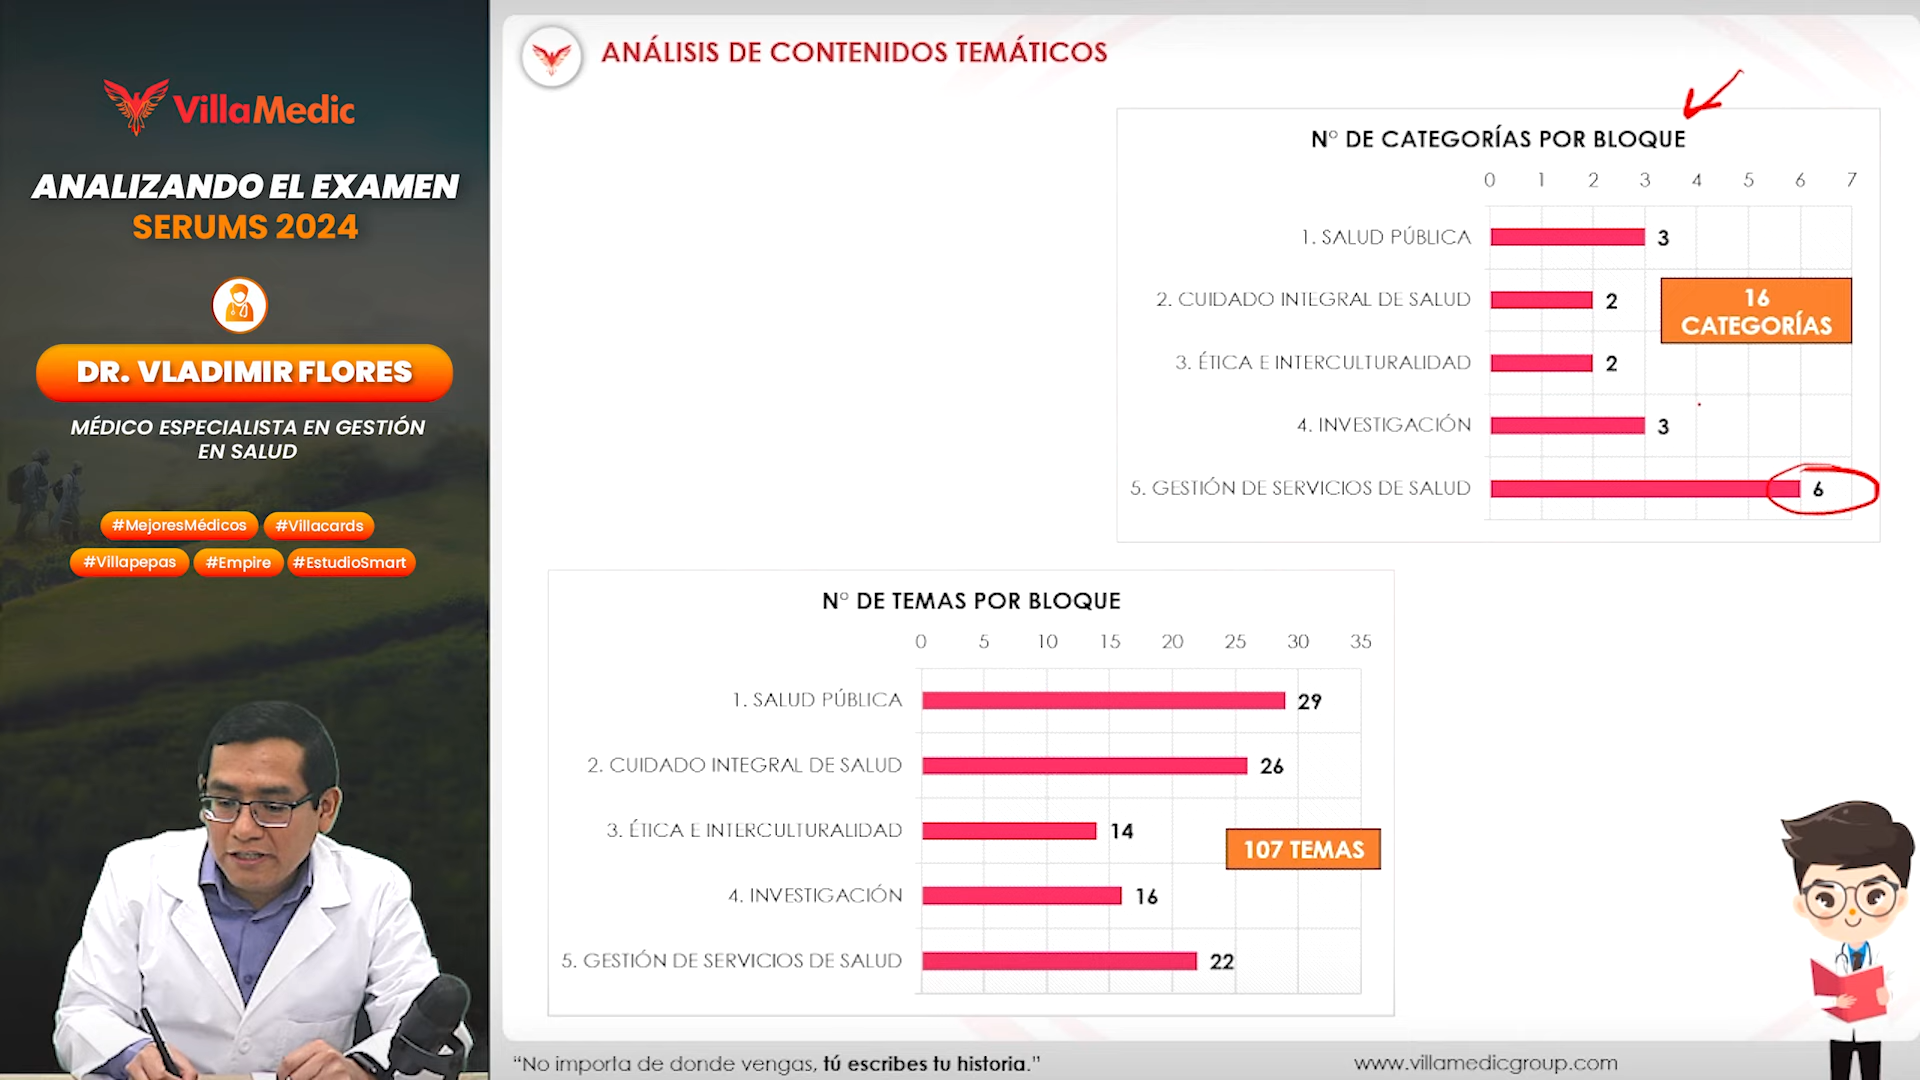 VillaMedic
ANALIZANDO EL EXAMEN
SERUMS 2024
DR. VLADIMIR FLORES
MÉDICO ESPECIALISTA EN GESTIÓN
EN SALUD
#MejoresMédicos #Villacards
#Villapepas #Empire #EstudioSmart
ANÁLISIS DE CONTENIDOS TEMÁTICOS
N° DE CATEGORÍAS POR BLOQUE
0 1 2 3 4 5 6 7
1. SALUD PÚBLICA 3
2. CUIDADO INTEGRAL DE SALUD 2
16
CATEGORÍAS
3. ÉTICA E INTERCULTURALIDAD 2
4. INVESTIGACIÓN 3
5. GESTIÓN DE SERVICIOS DE SALUD 6
N° DE TEMAS POR BLOQUE
0 5 10 15 20 25 30 35
1. SALUD PÚBLICA 29
2. CUIDADO INTEGRAL DE SALUD 26
3. ÉTICA E INTERCULTURALIDAD 14
107 TEMAS
4. INVESTIGACIÓN 16
5. GESTIÓN DE SERVICIOS DE SALUD 22
“No importa de donde vengas, tú escribes tu historia.”
www.villamedicgroup.com